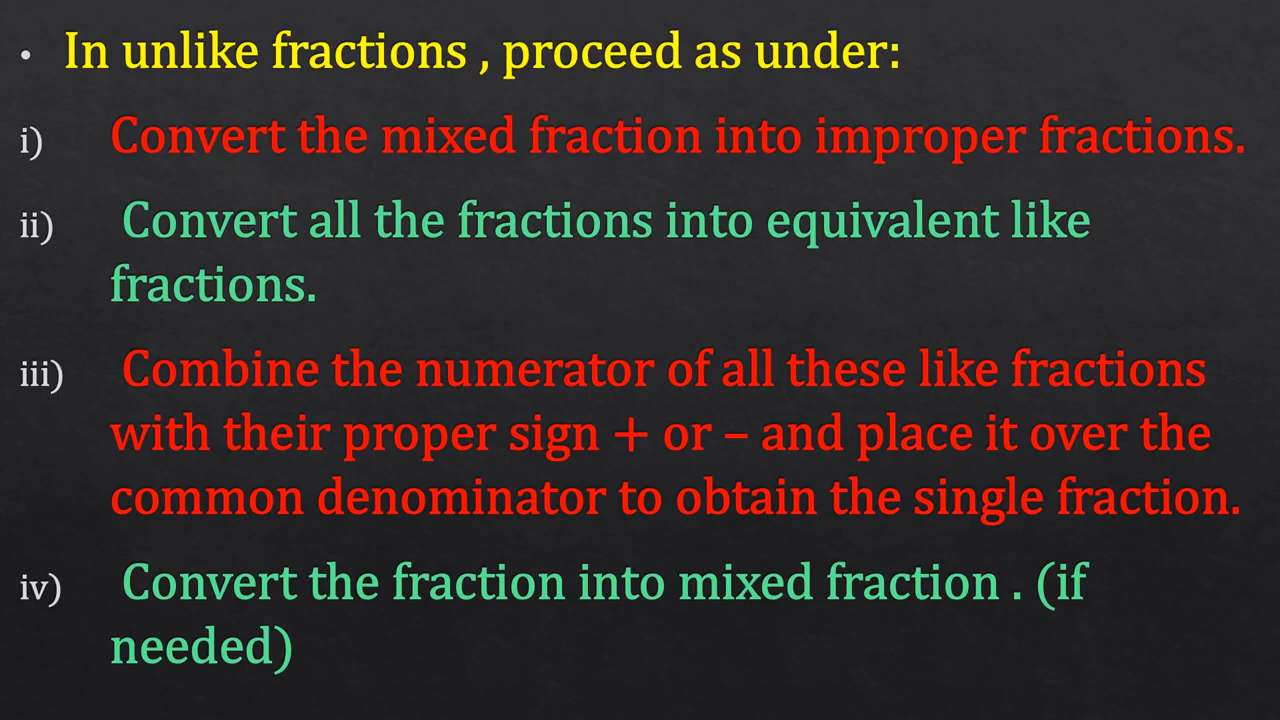 • In unlike fractions , proceed as under:
i) Convert the mixed fraction into improper fractions.
ii) Convert all the fractions into equivalent like
fractions.
iii) Combine the numerator of all these like fractions
with their proper sign + or – and place it over the
common denominator to obtain the single fraction.
iv) Convert the fraction into mixed fraction . (if
needed)